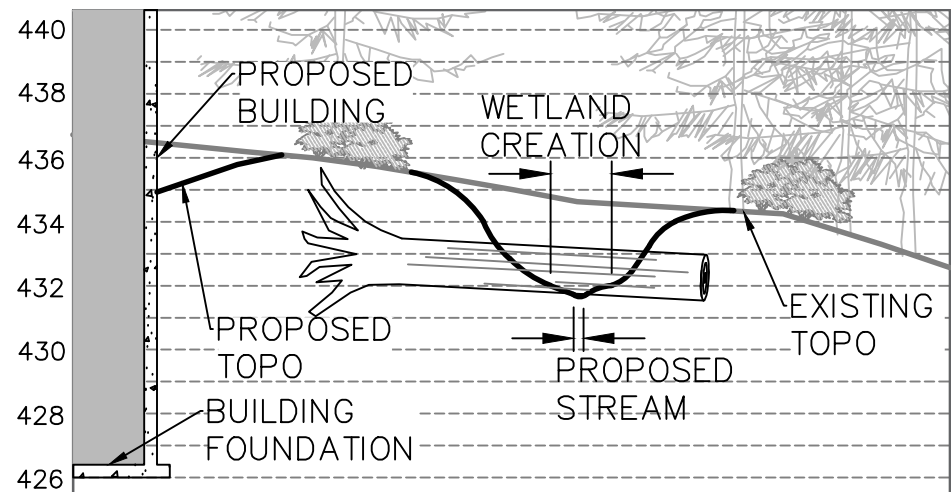 440
438
436
434
432
430
428
426
PROPOSED
BUILDING
WETLAND
CREATION
PROPOSED
TOPO
EXISTING
TOPO
PROPOSED
STREAM
BUILDING
FOUNDATION